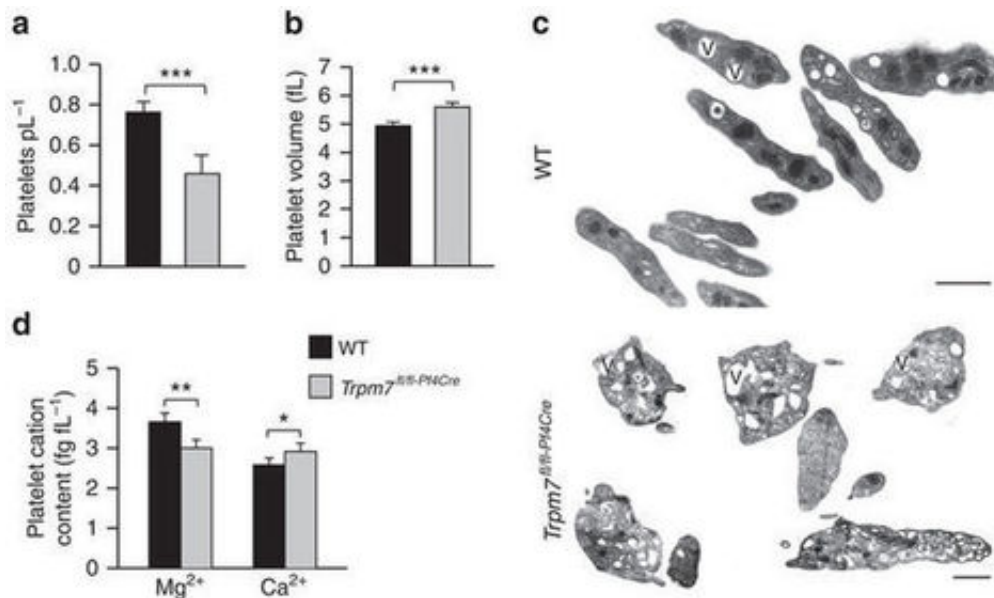 a
Platelets pL⁻¹
1.0
0.8
0.6
0.4
0.2
0
***
b
Platelet volume (fL)
7
6
5
4
3
2
1
0
***
c
WT
V
V
Trpm7fl/fl-Pf4Cre
V
V
V
d
WT
Trpm7fl/fl-Pf4Cre
Platelet cation
content (fg fL⁻¹)
5
4
3
2
1
0
**
*
Mg²⁺
Ca²⁺